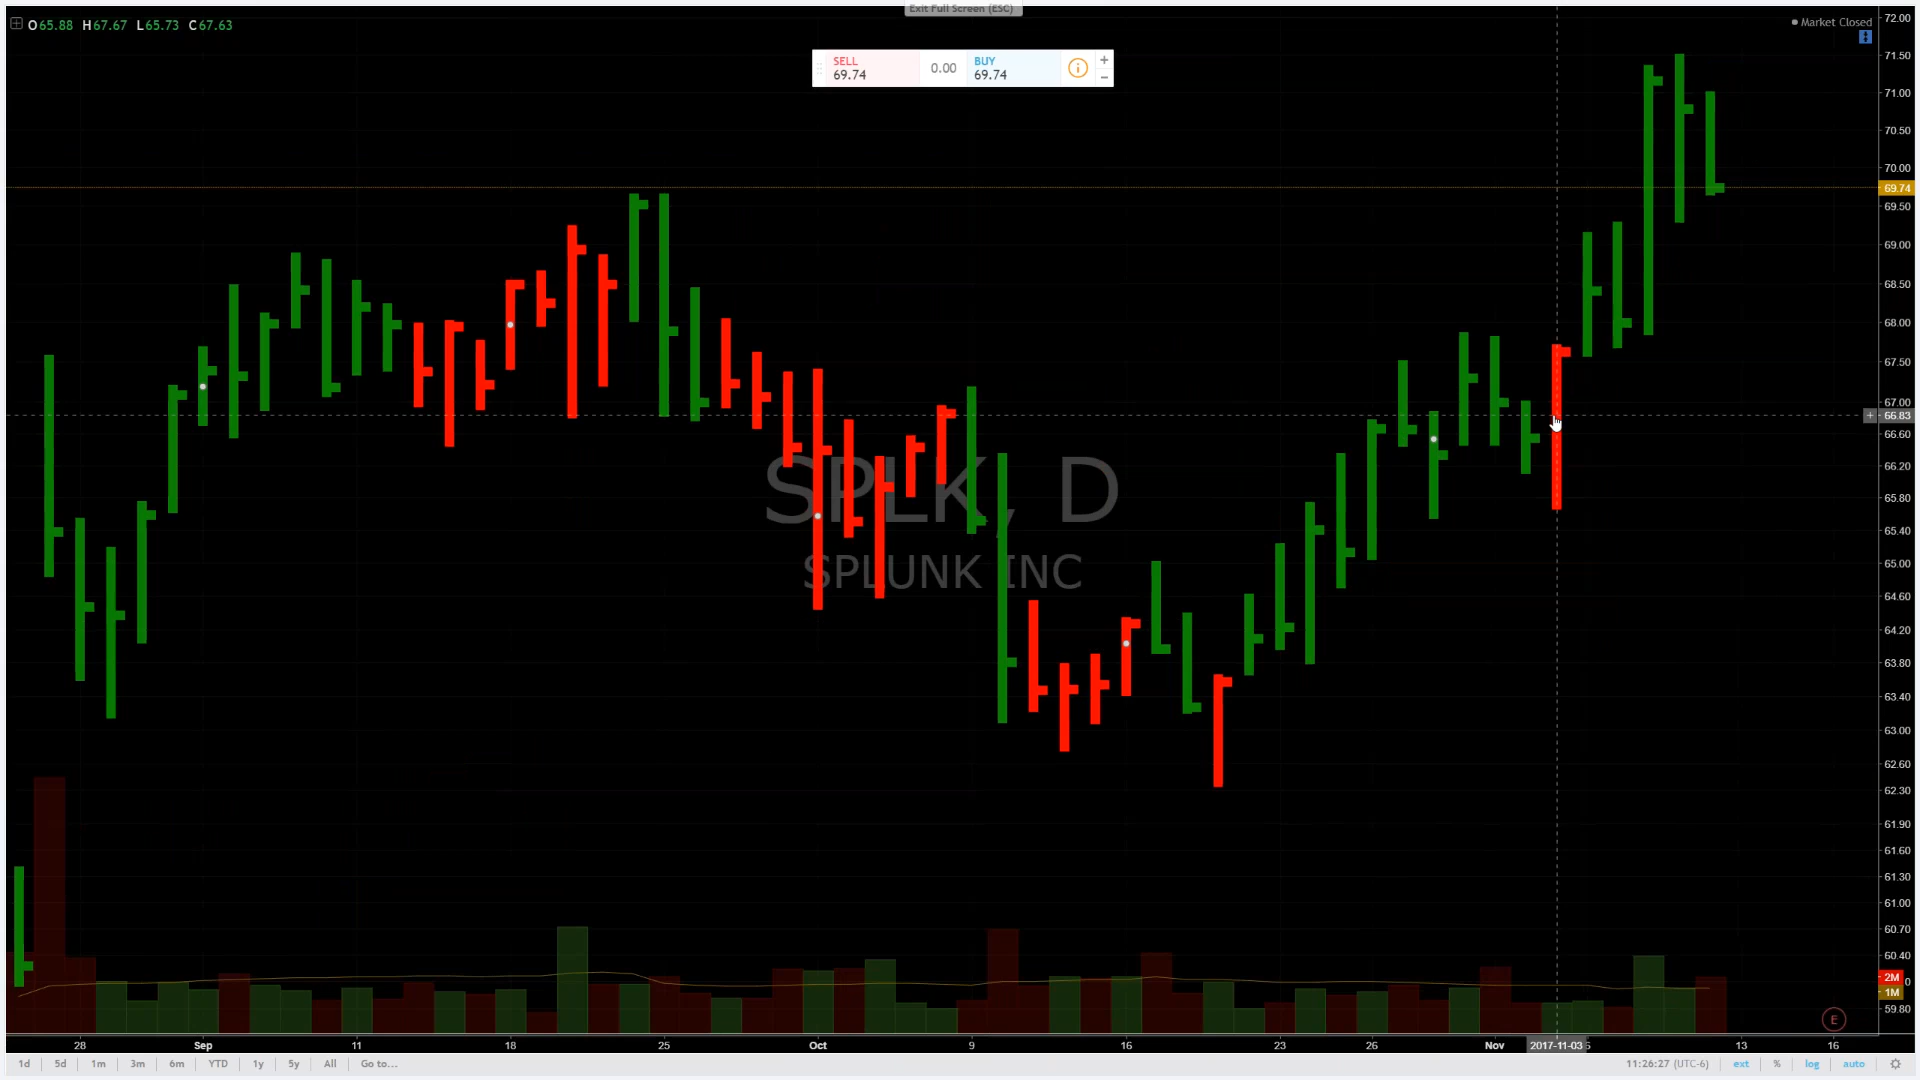 Exit Full Screen (ESC)
O65.88 H67.67 L65.73 C67.63
Market Closed
SELL
69.74
0.00
BUY
69.74
+
−
72.00
71.50
71.00
70.50
70.00
69.74
69.50
69.00
68.50
68.00
67.50
67.00
66.83
66.60
66.20
65.80
65.40
65.00
64.60
64.20
63.80
63.40
63.00
62.60
62.30
61.90
61.60
61.30
61.00
60.70
60.40
2M
0
1M
59.80
SPLK, D
SPLUNK INC
E
28 Sep 11 18 25 Oct 9 16 23 26 Nov 2017-11-03 13 16
1d 5d 1m 3m 6m YTD 1y 5y All Go to...
11:26:27 (UTC-6) ext % log auto